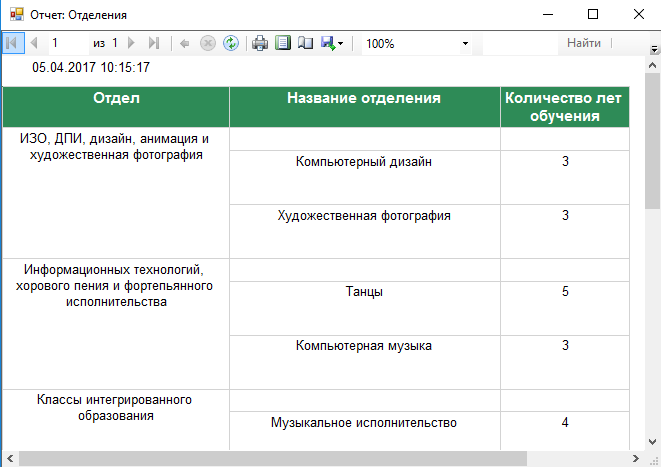 Отчет: Отделения
1 из 1 100% Найти
05.04.2017 10:15:17
Отдел Название отделения Количество лет
обучения
ИЗО, ДПИ, дизайн, анимация и
художественная фотография
Компьютерный дизайн 3
Художественная фотография 3
Информационных технологий,
хорового пения и фортепьянного
исполнительства
Танцы 5
Компьютерная музыка 3
Классы интегрированного
образования
Музыкальное исполнительство 4